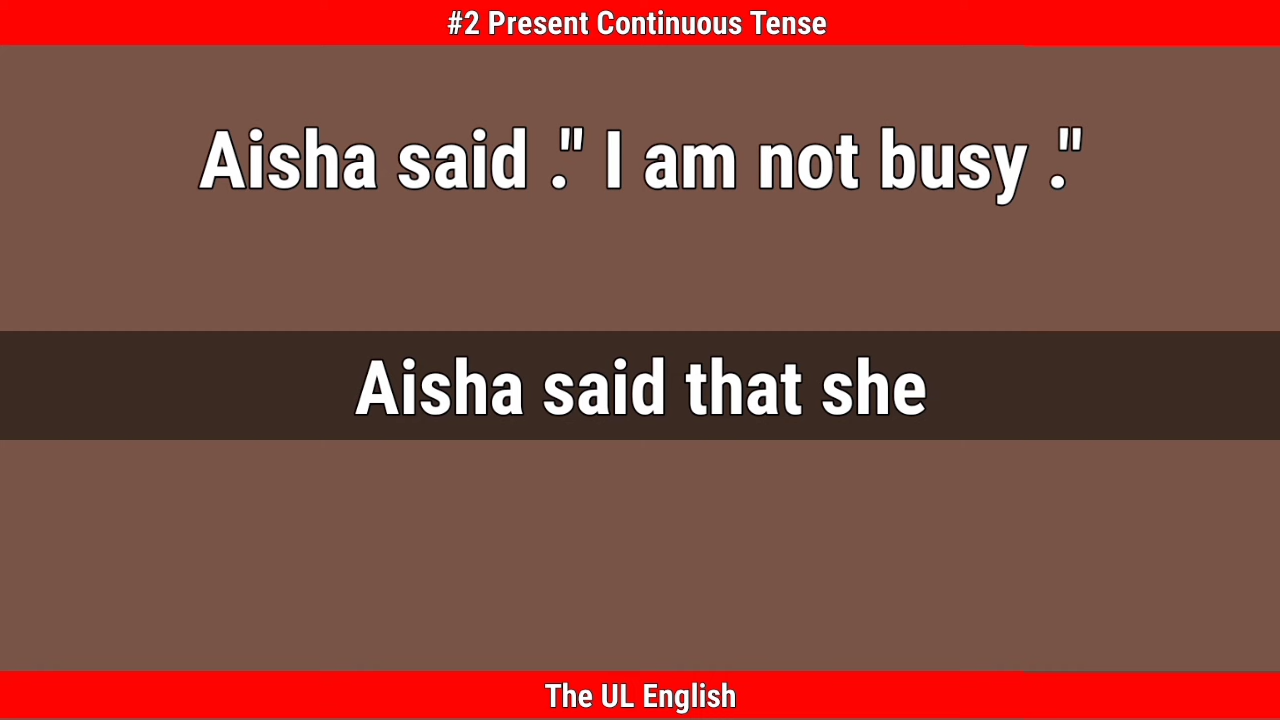 #2 Present Continuous Tense
Aisha said ." I am not busy ."
Aisha said that she
The UL English